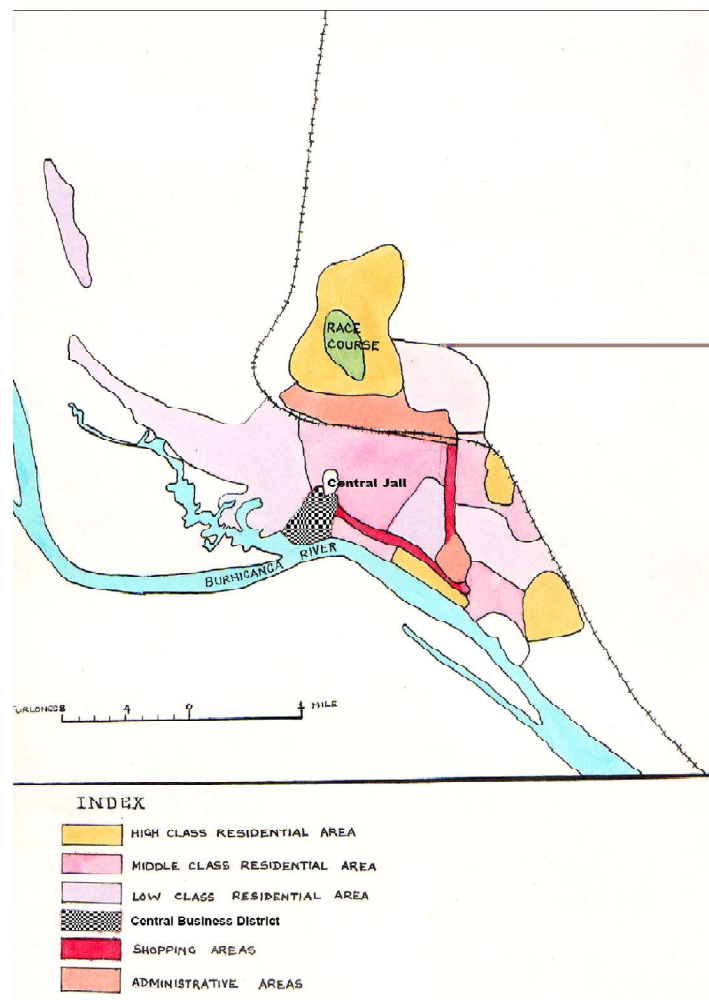 RACE
COURSE
Central Jail
BURHIGANGA RIVER
FURLONGS 8 4 0 1 MILE
INDEX
HIGH CLASS RESIDENTIAL AREA
MIDDLE CLASS RESIDENTIAL AREA
LOW CLASS RESIDENTIAL AREA
Central Business District
SHOPPING AREAS
ADMINISTRATIVE AREAS